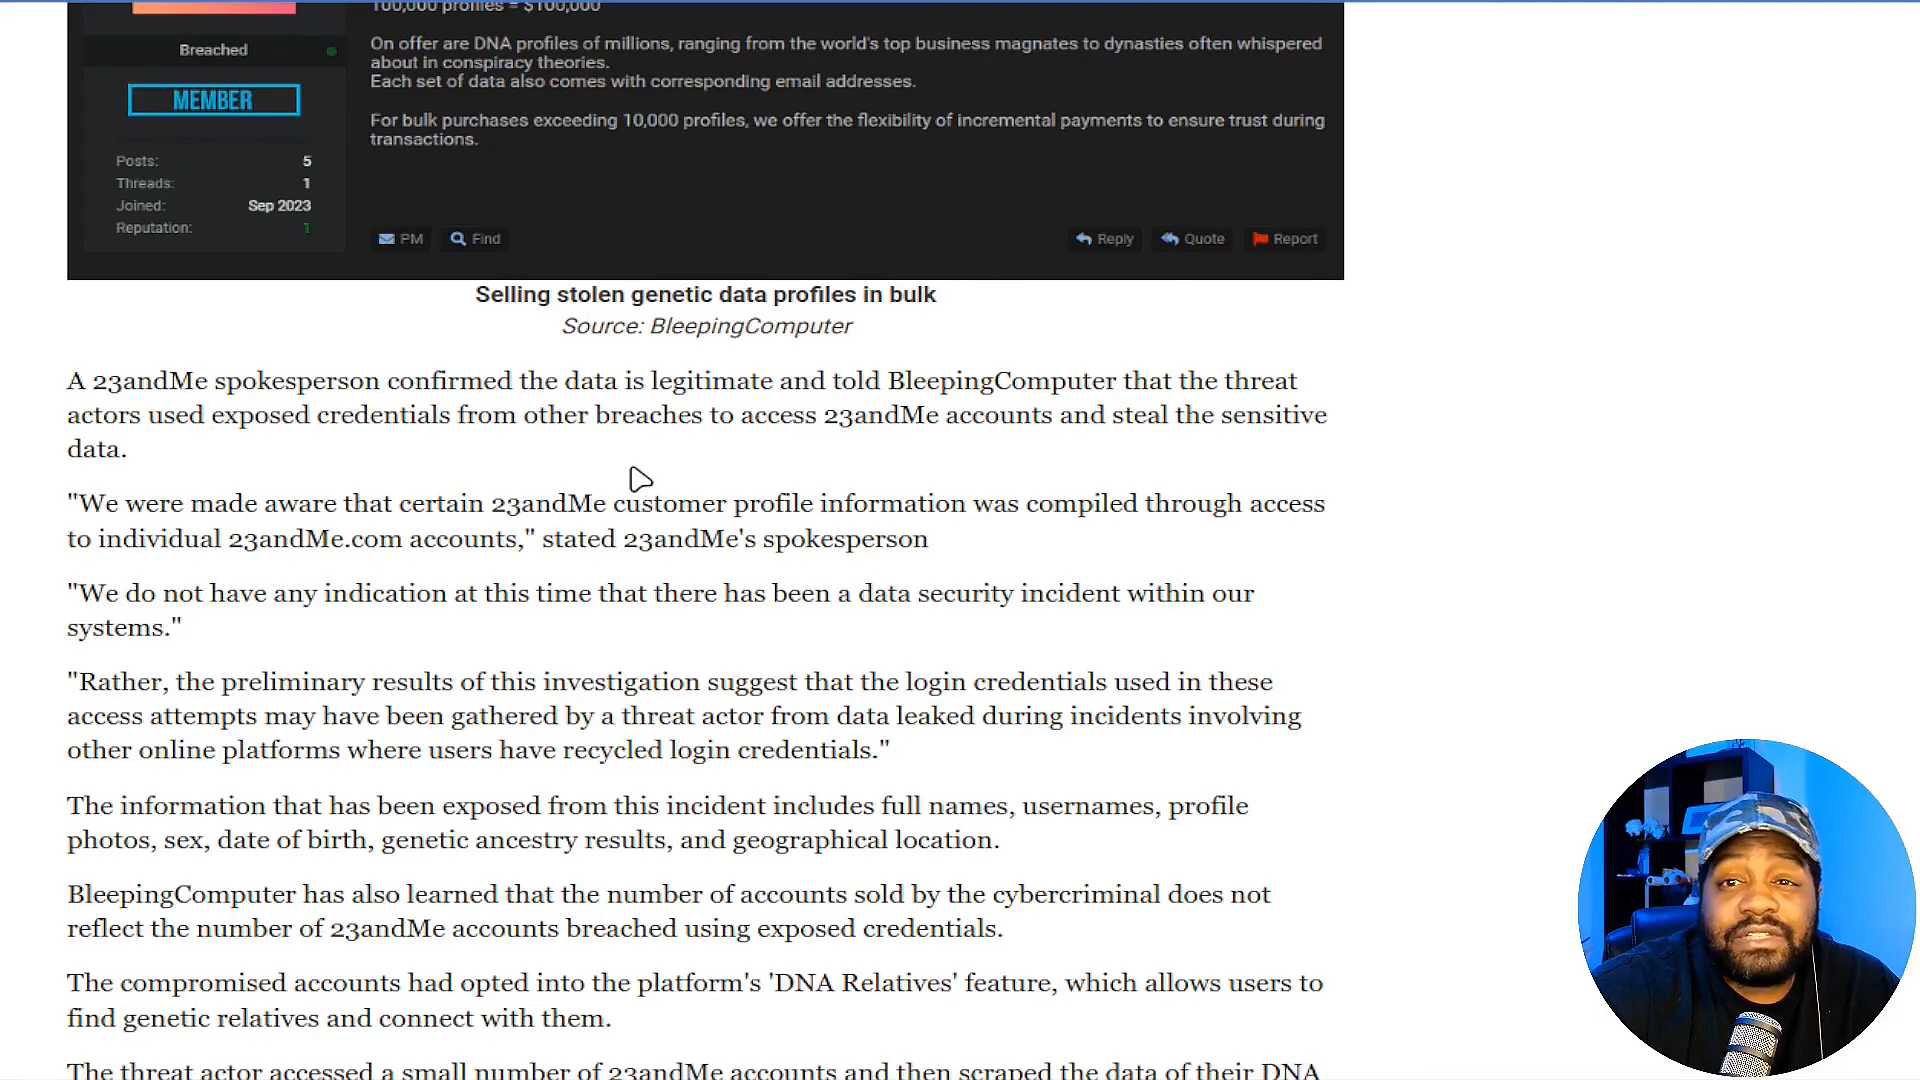 100,000 profiles = $100,000
Breached
On offer are DNA profiles of millions, ranging from the world's top business magnates to dynasties often whispered
about in conspiracy theories.
Each set of data also comes with corresponding email addresses.
MEMBER
For bulk purchases exceeding 10,000 profiles, we offer the flexibility of incremental payments to ensure trust during
transactions.
Posts: 5
Threads: 1
Joined: Sep 2023
Reputation: 1
PM Find Reply Quote Report
Selling stolen genetic data profiles in bulk
Source: BleepingComputer
A 23andMe spokesperson confirmed the data is legitimate and told BleepingComputer that the threat
actors used exposed credentials from other breaches to access 23andMe accounts and steal the sensitive
data.
"We were made aware that certain 23andMe customer profile information was compiled through access
to individual 23andMe.com accounts," stated 23andMe's spokesperson
"We do not have any indication at this time that there has been a data security incident within our
systems."
"Rather, the preliminary results of this investigation suggest that the login credentials used in these
access attempts may have been gathered by a threat actor from data leaked during incidents involving
other online platforms where users have recycled login credentials."
The information that has been exposed from this incident includes full names, usernames, profile
photos, sex, date of birth, genetic ancestry results, and geographical location.
BleepingComputer has also learned that the number of accounts sold by the cybercriminal does not
reflect the number of 23andMe accounts breached using exposed credentials.
The compromised accounts had opted into the platform's 'DNA Relatives' feature, which allows users to
find genetic relatives and connect with them.
The threat actor accessed a small number of 23andMe accounts and then scraped the data of their DNA